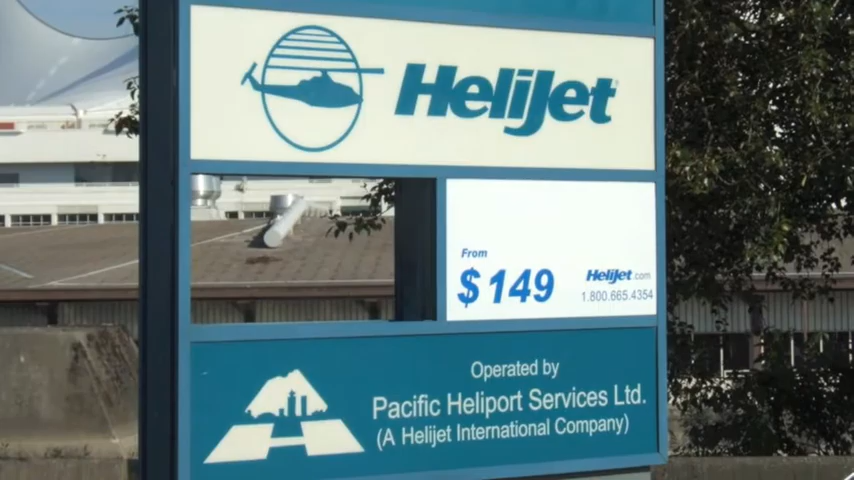 HeliJet
From
$149
HeliJet.com
1.800.665.4354
Operated by
Pacific Heliport Services Ltd.
(A Helijet International Company)